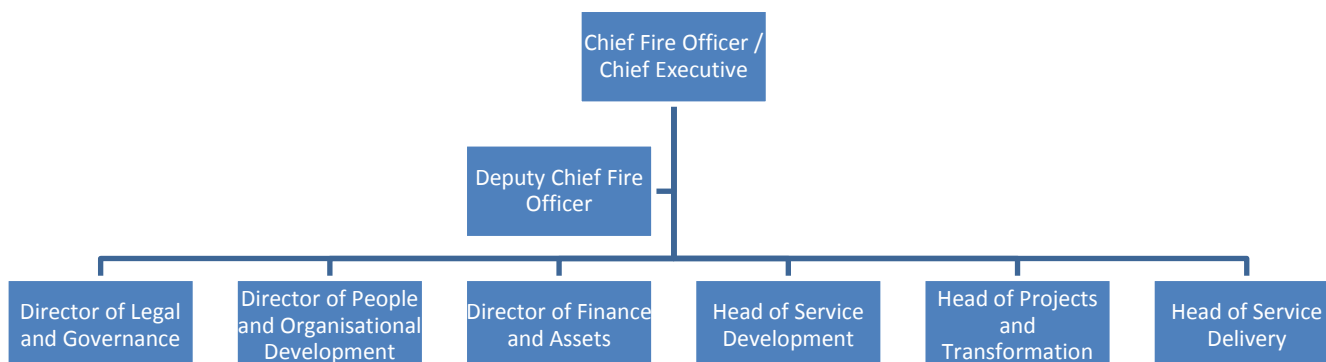 Chief Fire Officer /
Chief Executive
Deputy Chief Fire
Officer
Director of Legal
and Governance
Director of People
and Organisational
Development
Director of Finance
and Assets
Head of Service
Development
Head of Projects
and
Transformation
Head of Service
Delivery